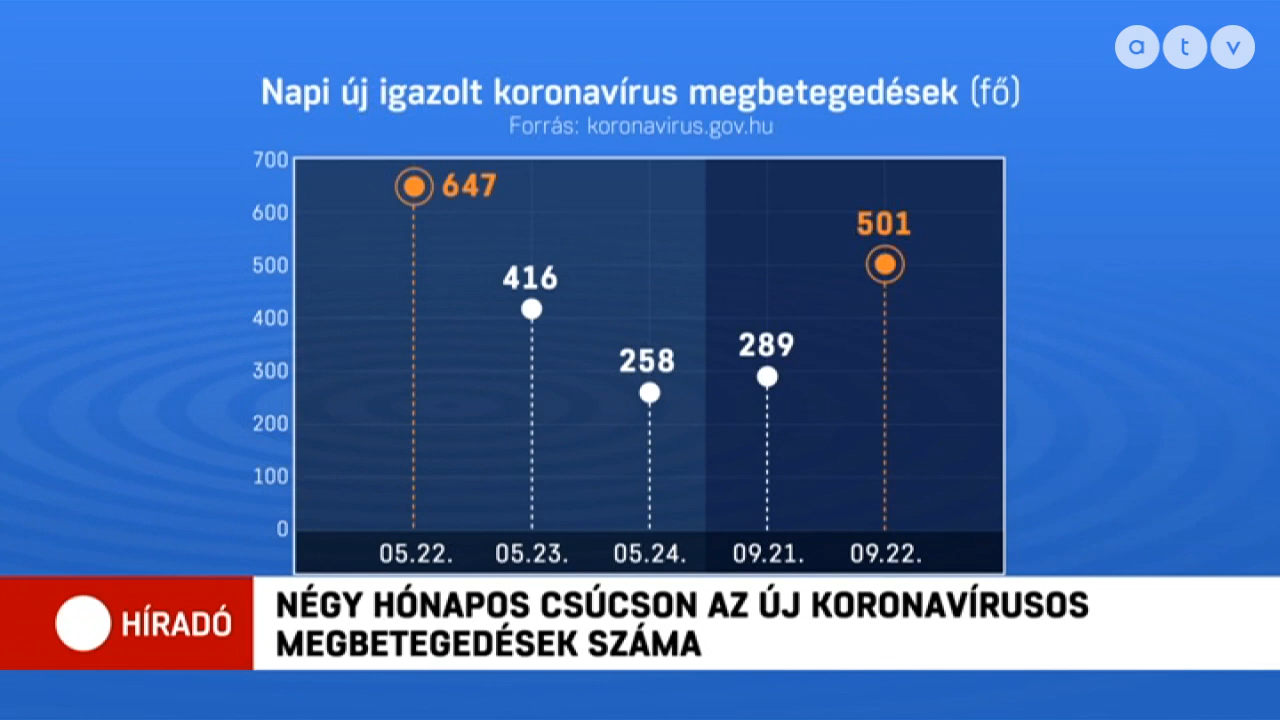 atv
Napi új igazolt koronavírus megbetegedések (fő)
Forrás: koronavirus.gov.hu
700
600
500
400
300
200
100
0
647
416
258
289
501
05.22. 05.23. 05.24. 09.21. 09.22.
HÍRADÓ
NÉGY HÓNAPOS CSÚCSON AZ ÚJ KORONAVÍRUSOS
MEGBETEGEDÉSEK SZÁMA